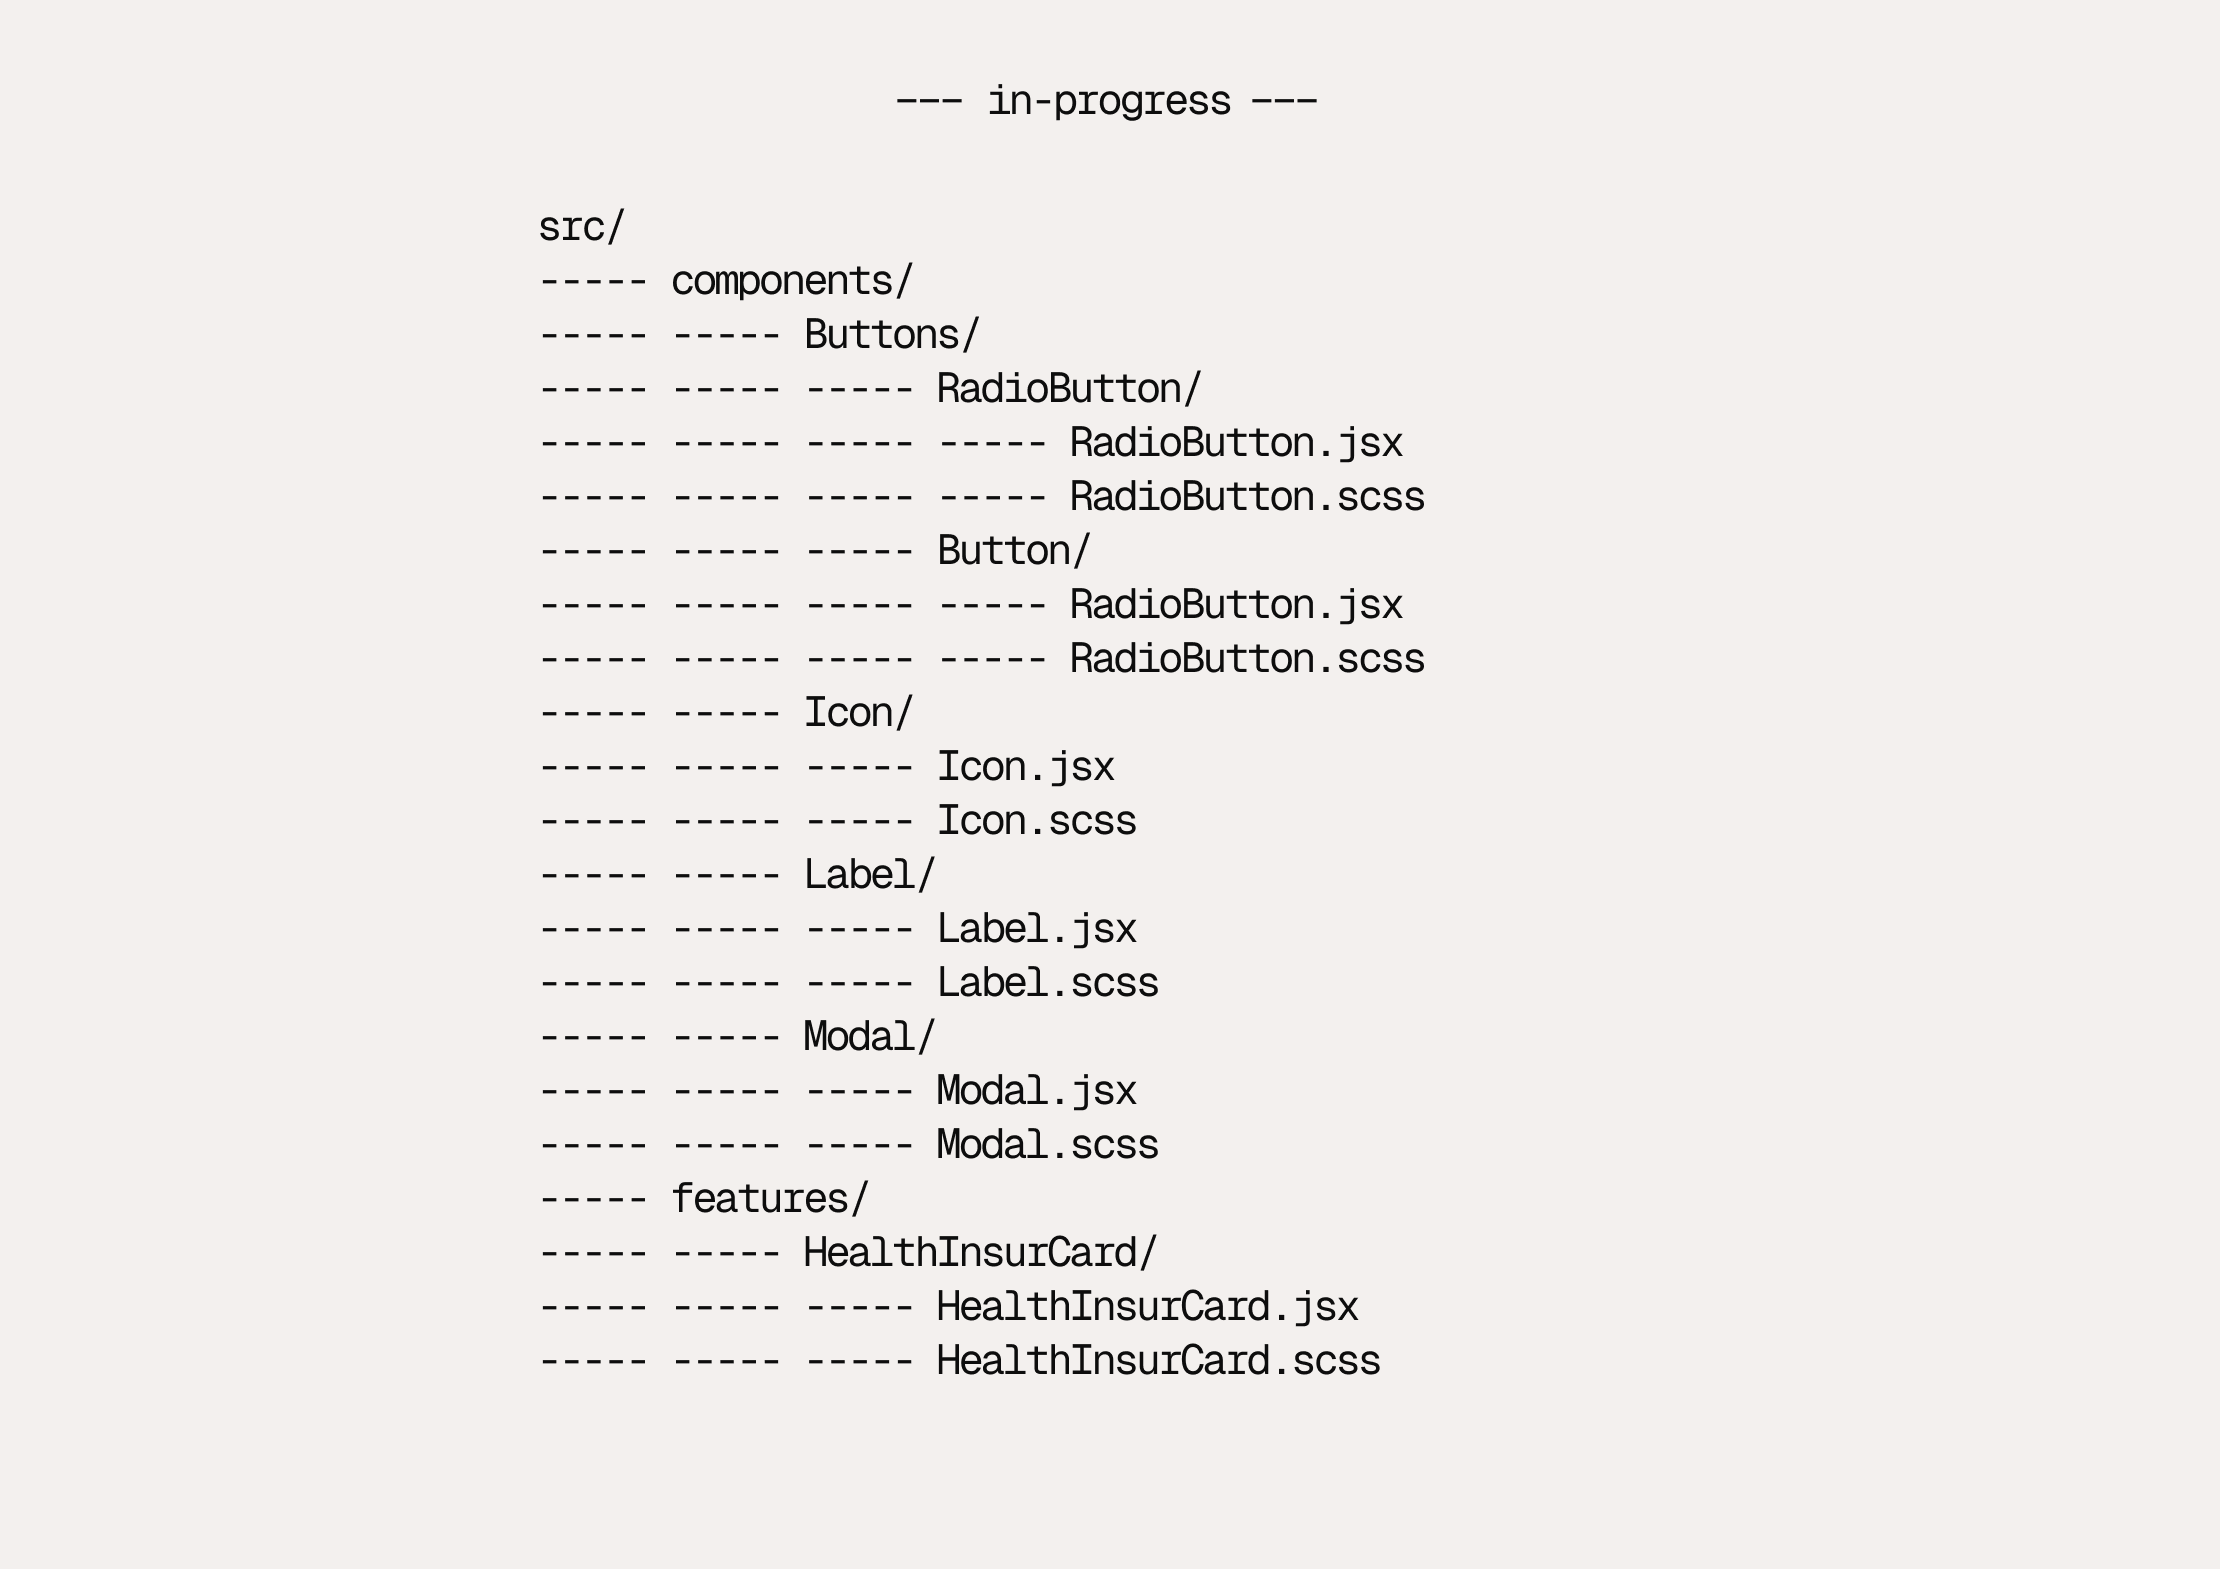 --- in-progress ---
src/
----- components/
----- ----- Buttons/
----- ----- ----- RadioButton/
----- ----- ----- ----- RadioButton.jsx
----- ----- ----- ----- RadioButton.scss
----- ----- ----- Button/
----- ----- ----- ----- RadioButton.jsx
----- ----- ----- ----- RadioButton.scss
----- ----- Icon/
----- ----- ----- Icon.jsx
----- ----- ----- Icon.scss
----- ----- Label/
----- ----- ----- Label.jsx
----- ----- ----- Label.scss
----- ----- Modal/
----- ----- ----- Modal.jsx
----- ----- ----- Modal.scss
----- features/
----- ----- HealthInsurCard/
----- ----- ----- HealthInsurCard.jsx
----- ----- ----- HealthInsurCard.scss